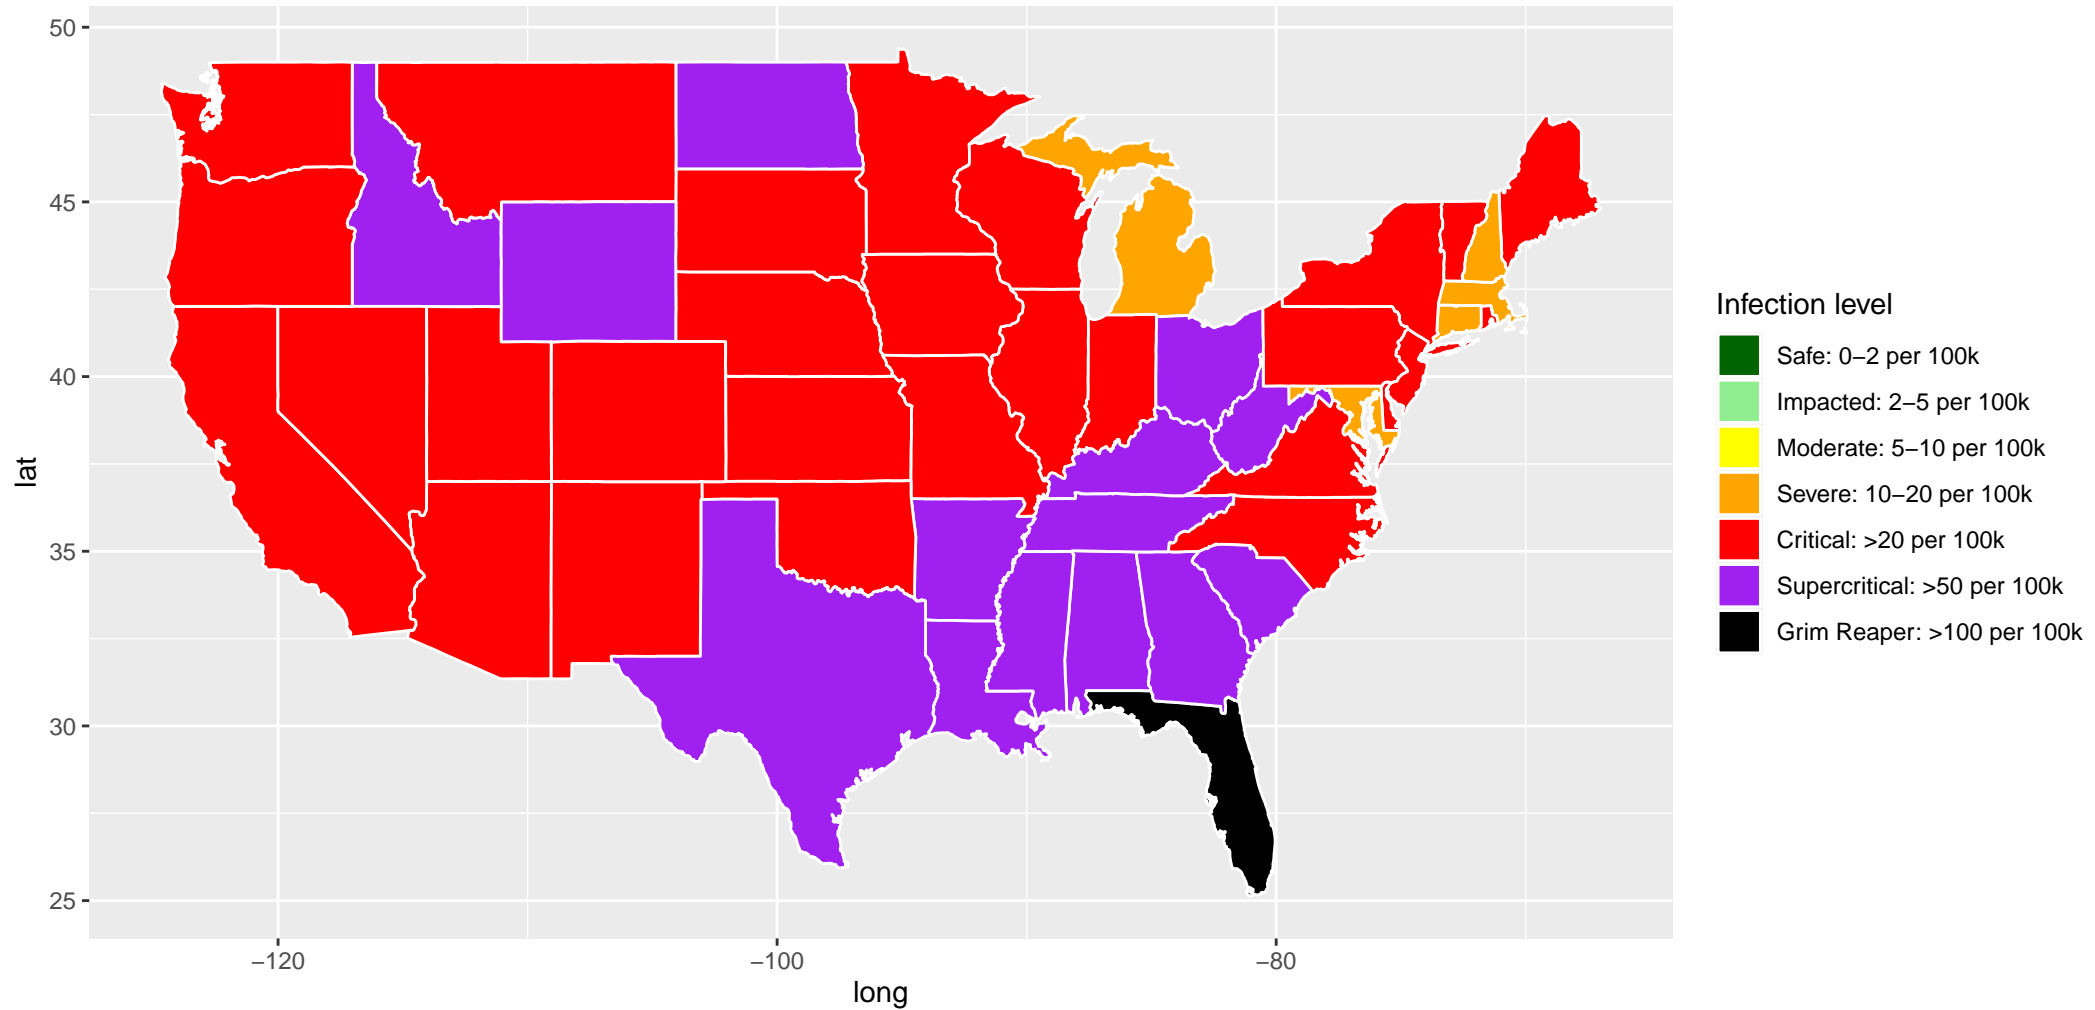 50
45
40
35
30
25
lat
−120
−100
−80
long
Infection level
Safe: 0−2 per 100k
Impacted: 2−5 per 100k
Moderate: 5−10 per 100k
Severe: 10−20 per 100k
Critical: >20 per 100k
Supercritical: >50 per 100k
Grim Reaper: >100 per 100k